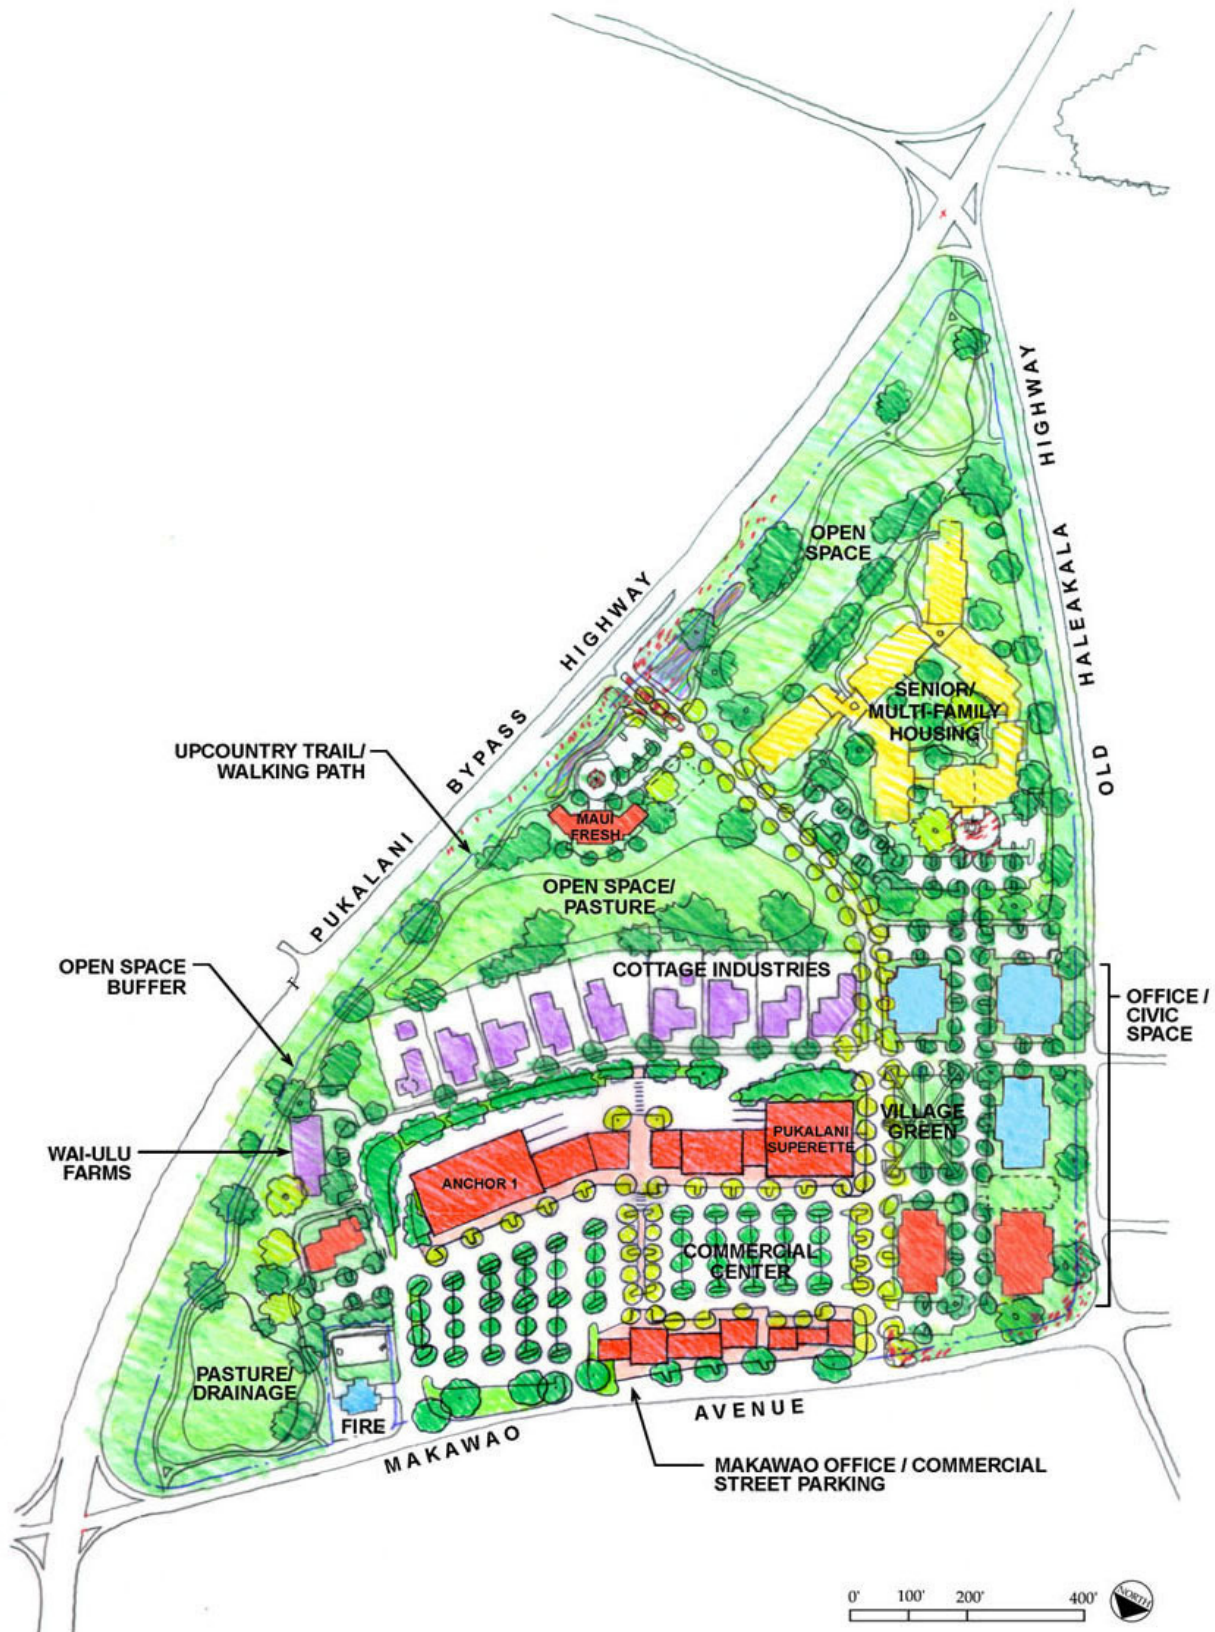 HIGHWAY
OPEN
SPACE
HALEAKALA
HIGHWAY
SENIOR/
MULTI-FAMILY
HOUSING
BYPASS
UPCOUNTRY TRAIL/
WALKING PATH
OLD
MAUI
FRESH
PUKALANI
OPEN SPACE/
PASTURE
OPEN SPACE
BUFFER
COTTAGE INDUSTRIES
OFFICE /
CIVIC
SPACE
VILLAGE
GREEN
PUKALANI
SUPERETTE
WAI-ULU
FARMS
ANCHOR 1
COMMERCIAL
CENTER
PASTURE/
DRAINAGE
FIRE
MAKAWAO
AVENUE
MAKAWAO OFFICE / COMMERCIAL
STREET PARKING
0' 100' 200' 400'
NORTH